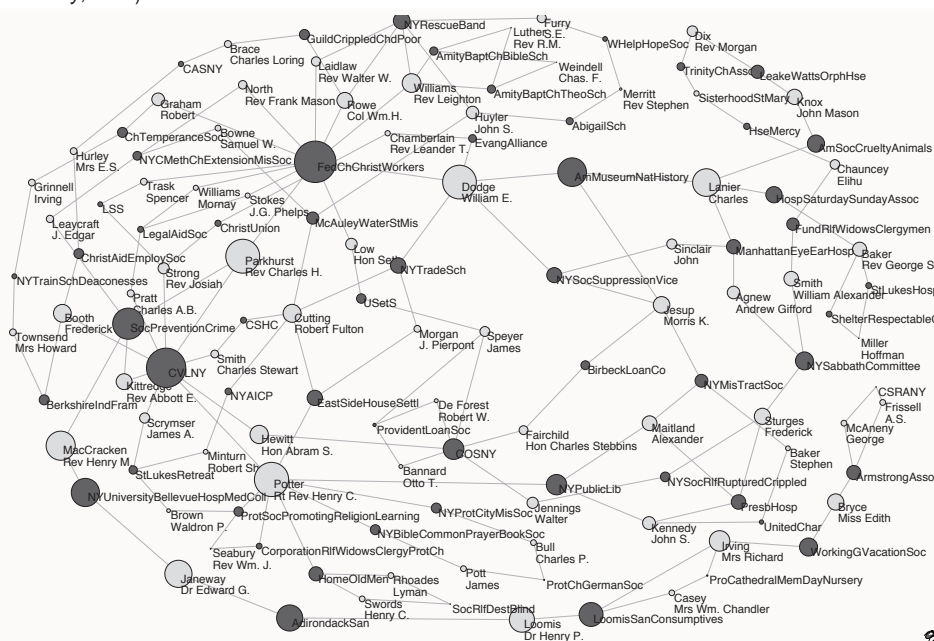 NYRescueBand
Furry
S.E.
Luther
Rev R.M.
Dix
Rev Morgan
GuildCrippledChdPoor
WHelpHopeSoc
Brace
Charles Loring
AmityBaptChBibleSch
CASNY
Laidlaw
Rev Walter W.
Weindell
Chas. F.
TrinityChAsso
LeakeWattsOrphHse
North
Rev Frank Mason
Williams
Rev Leighton
AmityBaptChTheoSch
Merritt
Rev Stephen
SisterhoodStMary
Knox
John Mason
Graham
Robert
Rowe
Col Wm.H.
Huyler
John S.
AbigailSch
HseMercy
ChTemperanceSoc
Bowne
Samuel W.
Chamberlain
Rev Leander T.
EvangAlliance
AmSocCrueltyAnimals
Hurley
Mrs E.S.
NYCMethChExtensionMisSoc
FedChChristWorkers
Chauncey
Elihu
Grinnell
Irving
Trask
Spencer
Williams
Mornay
Stokes
J.G. Phelps
Dodge
William E.
AmMuseumNatHistory
Lanier
Charles
HospSaturdaySundayAssoc
LSS
McAuleyWaterStMis
Leaycraft
J. Edgar
LegalAidSoc
ChristUnion
FundRlfWidowsClergymen
ChristAidEmploySoc
Low
Hon Seth
Sinclair
John
ManhattanEyeEarHosp
Baker
Rev George S
Parkhurst
Rev Charles H.
NYTradeSch
NYTrainSchDeaconesses
Strong
Rev Josiah
NYSocSuppressionVice
Smith
William Alexander
StLukesHosp
Pratt
Charles A.B.
USetS
Agnew
Andrew Gifford
Booth
Frederick
SocPreventionCrime
CSHC
Cutting
Robert Fulton
Jesup
Morris K.
ShelterRespectable
Townsend
Mrs Howard
Morgan
J. Pierpont
Speyer
James
Miller
Hoffman
Smith
Charles Stewart
CVLNY
BirbeckLoanCo
NYSabbathCommittee
Kittredge
Rev Abbott E.
NYAICP
NYMisTractSoc
CSRANY
BerkshireIndFram
EastSideHouseSettl
De Forest
Robert W.
Frissell
A.S.
Scrymser
James A.
ProvidentLoanSoc
Maitland
Alexander
Sturges
Frederick
McAneny
George
MacCracken
Rev Henry M.
Hewitt
Hon Abram S.
Fairchild
Hon Charles Stebbins
COSNY
Baker
Stephen
Minturn
Robert Sh
StLukesRetreat
Bannard
Otto T.
Potter
Rt Rev Henry C.
NYPublicLib
NYSocRlfRupturedCrippled
ArmstrongAsso
NYUniversityBellevueHospMedColl
Jennings
Walter
PresbHosp
Bryce
Miss Edith
Brown
Waldron P.
ProtSocPromotingReligionLearning
NYProtCityMisSoc
Kennedy
John S.
UnitedChar
NYBibleCommonPrayerBookSoc
Bull
Charles P.
Irving
Mrs Richard
WorkingGVacationSoc
Seabury
Rev Wm. J.
CorporationRlfWidowsClergyProtCh
Janeway
Dr Edward G.
HomeOldMen
Rhoades
Lyman
Pott
James
ProtChGermanSoc
ProCathedralMemDayNursery
Swords
Henry C.
SocRlfDestBlind
Casey
Mrs Wm. Chandler
AdirondackSan
Loomis
Dr Henry P.
LoomisSanConsumptives